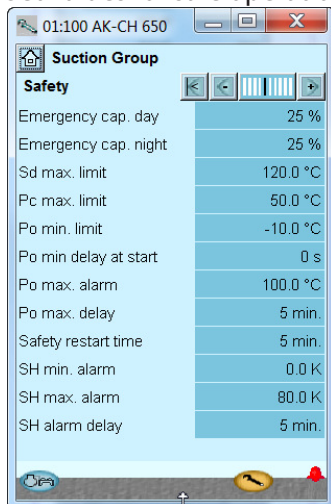 01:100 AK-CH 650
Suction Group
Safety
Emergency cap. day 25 %
Emergency cap. night 25 %
Sd max. limit 120.0 °C
Pc max. limit 50.0 °C
Po min. limit -10.0 °C
Po min delay at start 0 s
Po max. alarm 100.0 °C
Po max. delay 5 min.
Safety restart time 5 min.
SH min. alarm 0.0 K
SH max. alarm 80.0 K
SH alarm delay 5 min.